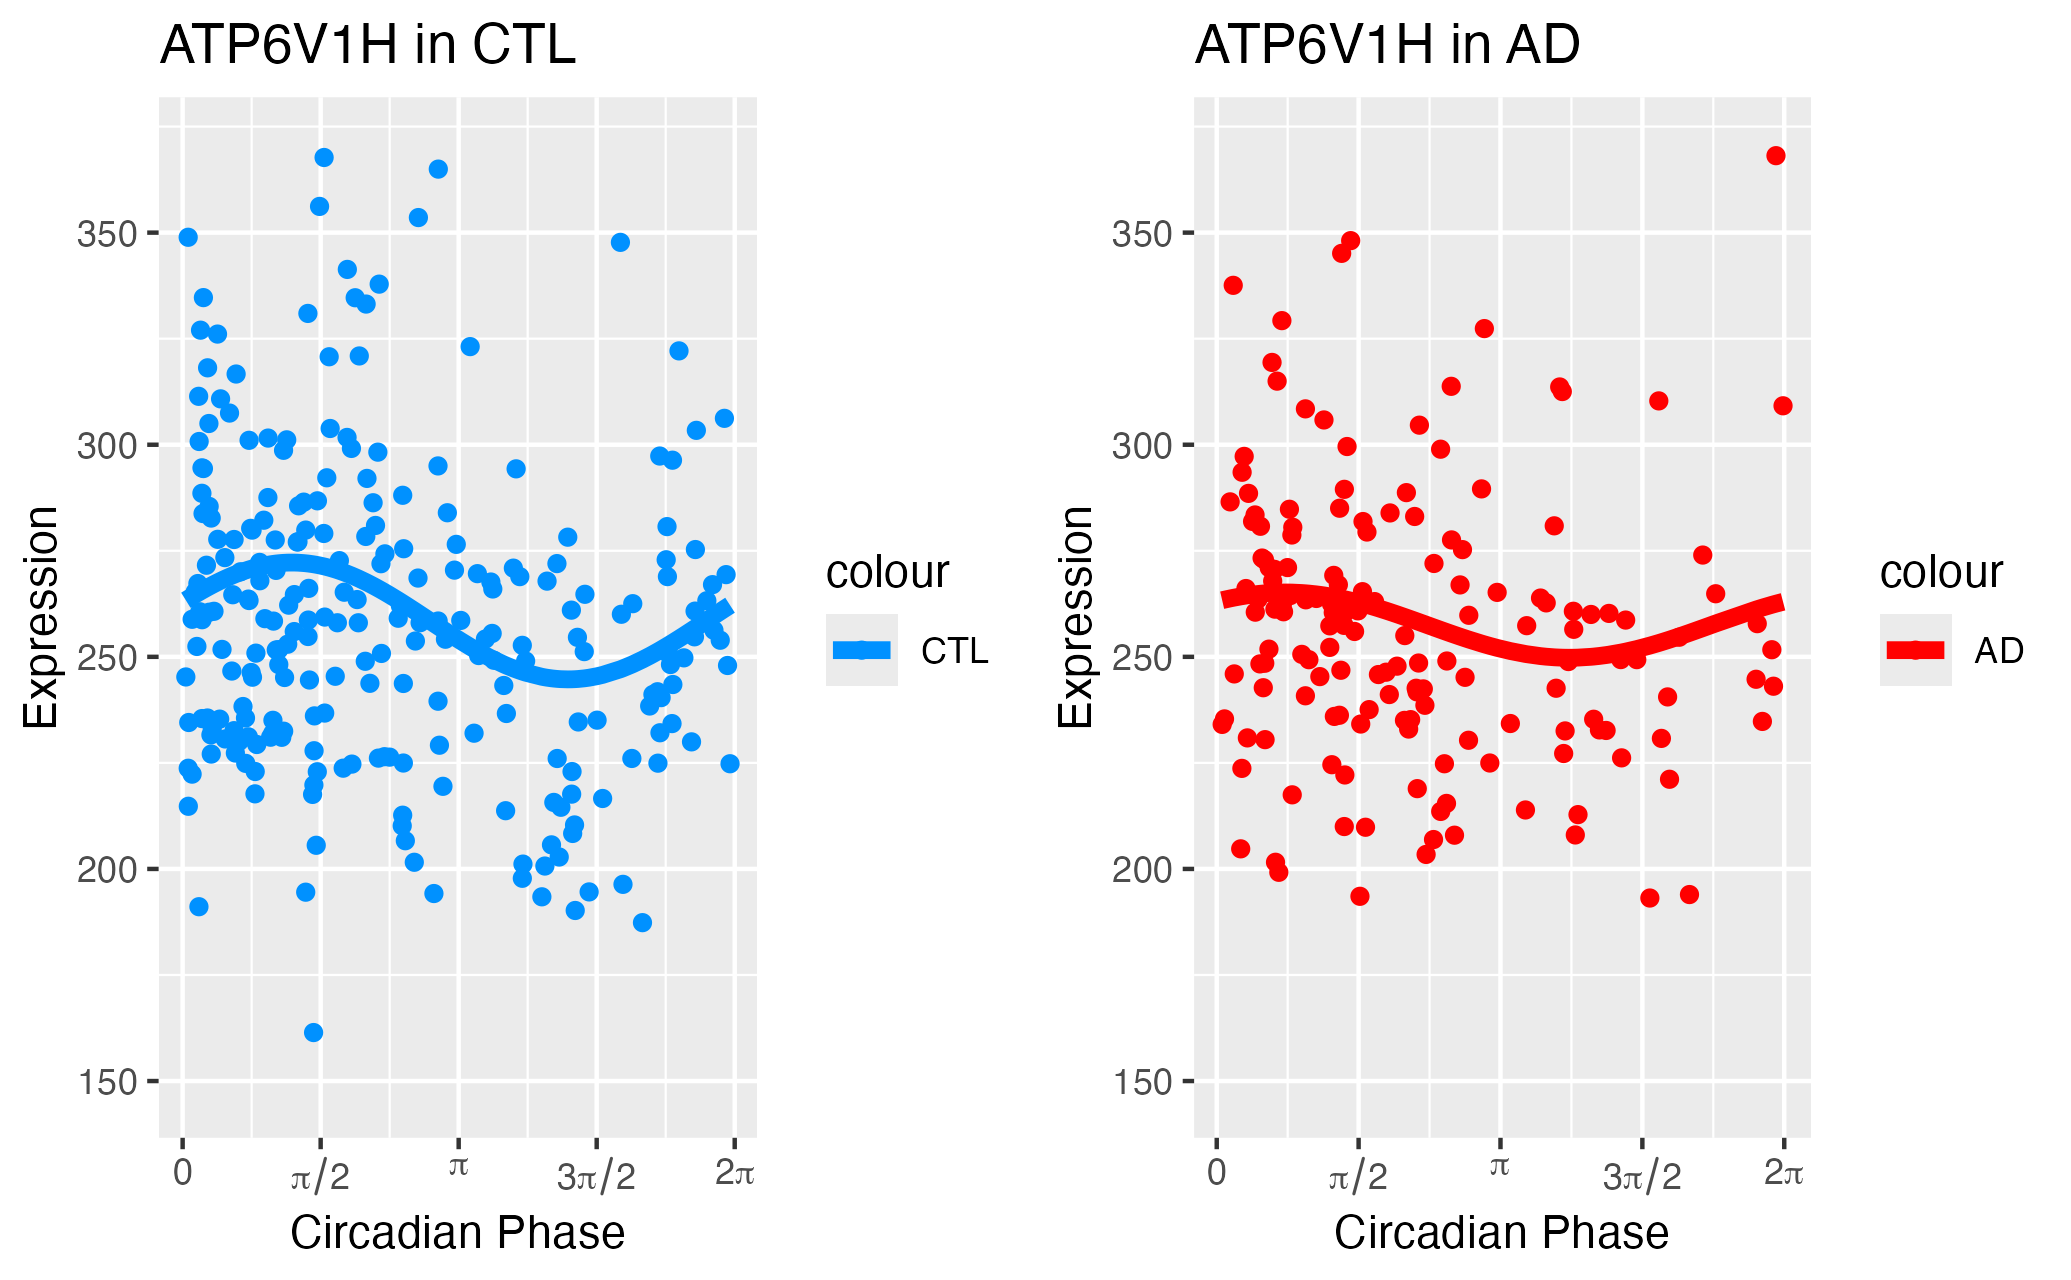 ATP6V1H in CTL
Expression
350
300
250
200
150
0
π/2
π
3π/2
2π
Circadian Phase
colour
CTL
ATP6V1H in AD
Expression
350
300
250
200
150
0
π/2
π
3π/2
2π
Circadian Phase
colour
AD